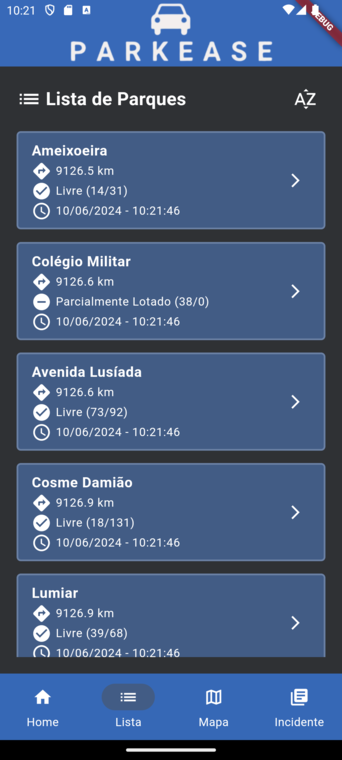 10:21
DEBUG
PARKEASE
Lista de Parques
AZ
Ameixoeira
9126.5 km
Livre (14/31)
10/06/2024 - 10:21:46
Colégio Militar
9126.6 km
Parcialmente Lotado (38/0)
10/06/2024 - 10:21:46
Avenida Lusíada
9126.6 km
Livre (73/92)
10/06/2024 - 10:21:46
Cosme Damião
9126.9 km
Livre (18/131)
10/06/2024 - 10:21:46
Lumiar
9126.9 km
Livre (39/68)
10/06/2024 - 10:21:46
Home
Lista
Mapa
Incidente